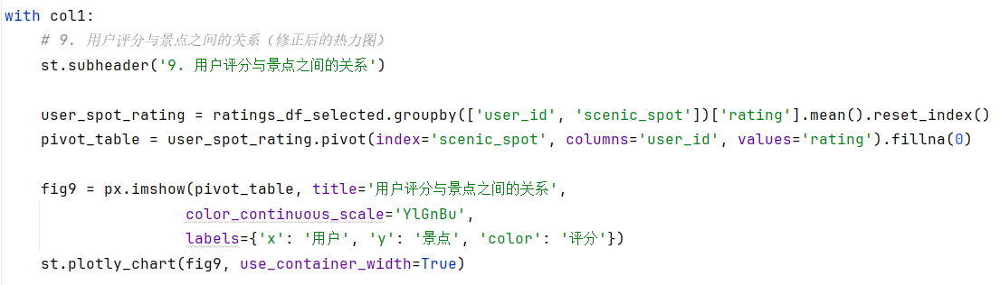 with col1:
    # 9. 用户评分与景点之间的关系（修正后的热力图）
    st.subheader('9. 用户评分与景点之间的关系')

    user_spot_rating = ratings_df_selected.groupby(['user_id', 'scenic_spot'])['rating'].mean().reset_index()
    pivot_table = user_spot_rating.pivot(index='scenic_spot', columns='user_id', values='rating').fillna(0)

    fig9 = px.imshow(pivot_table, title='用户评分与景点之间的关系',
                    color_continuous_scale='YlGnBu',
                    labels={'x': '用户', 'y': '景点', 'color': '评分'})
    st.plotly_chart(fig9, use_container_width=True)